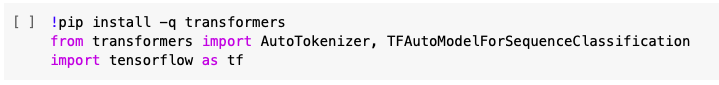 [ ] !pip install -q transformers
from transformers import AutoTokenizer, TFAutoModelForSequenceClassification
import tensorflow as tf